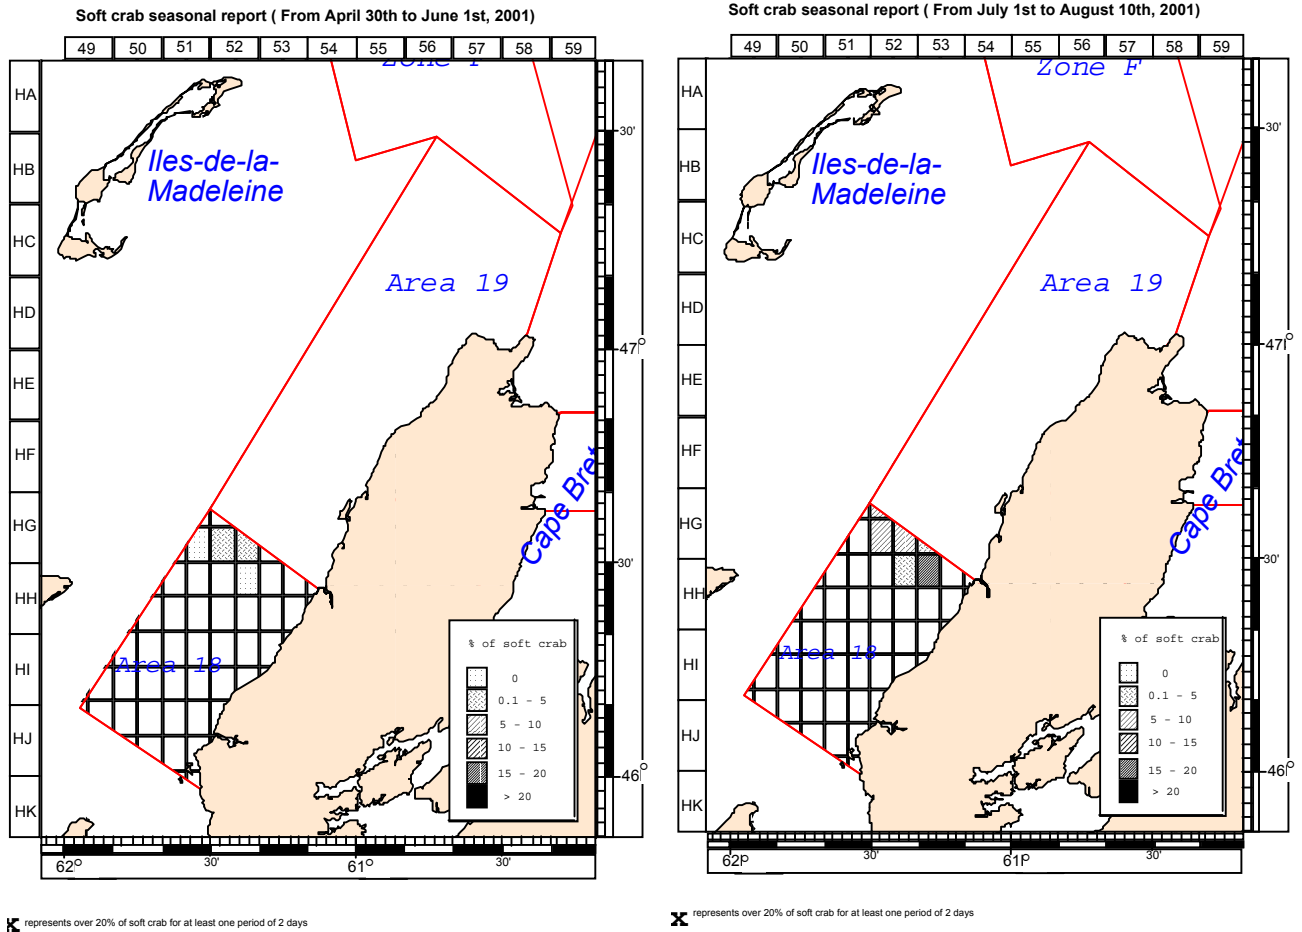 Soft crab seasonal report ( From April 30th to June 1st, 2001)
49 50 51 52 53 54 55 56 57 58 59
HA
HB
HC
HD
HE
HF
HG
HH
HI
HJ
HK
Zone F
Iles-de-la-
Madeleine
Area 19
Cape Bret
Area 18
30'
47°
30'
46°
% of soft crab
0
0.1 - 5
5 - 10
10 - 15
15 - 20
> 20
62° 30' 61° 30'
represents over 20% of soft crab for at least one period of 2 days
Soft crab seasonal report ( From July 1st to August 10th, 2001)
49 50 51 52 53 54 55 56 57 58 59
HA
HB
HC
HD
HE
HF
HG
HH
HI
HJ
HK
Zone F
Iles-de-la-
Madeleine
Area 19
Cape Bret
Area 18
30'
47°
30'
46°
% of soft crab
0
0.1 - 5
5 - 10
10 - 15
15 - 20
> 20
62° 30' 61° 30'
X represents over 20% of soft crab for at least one period of 2 days